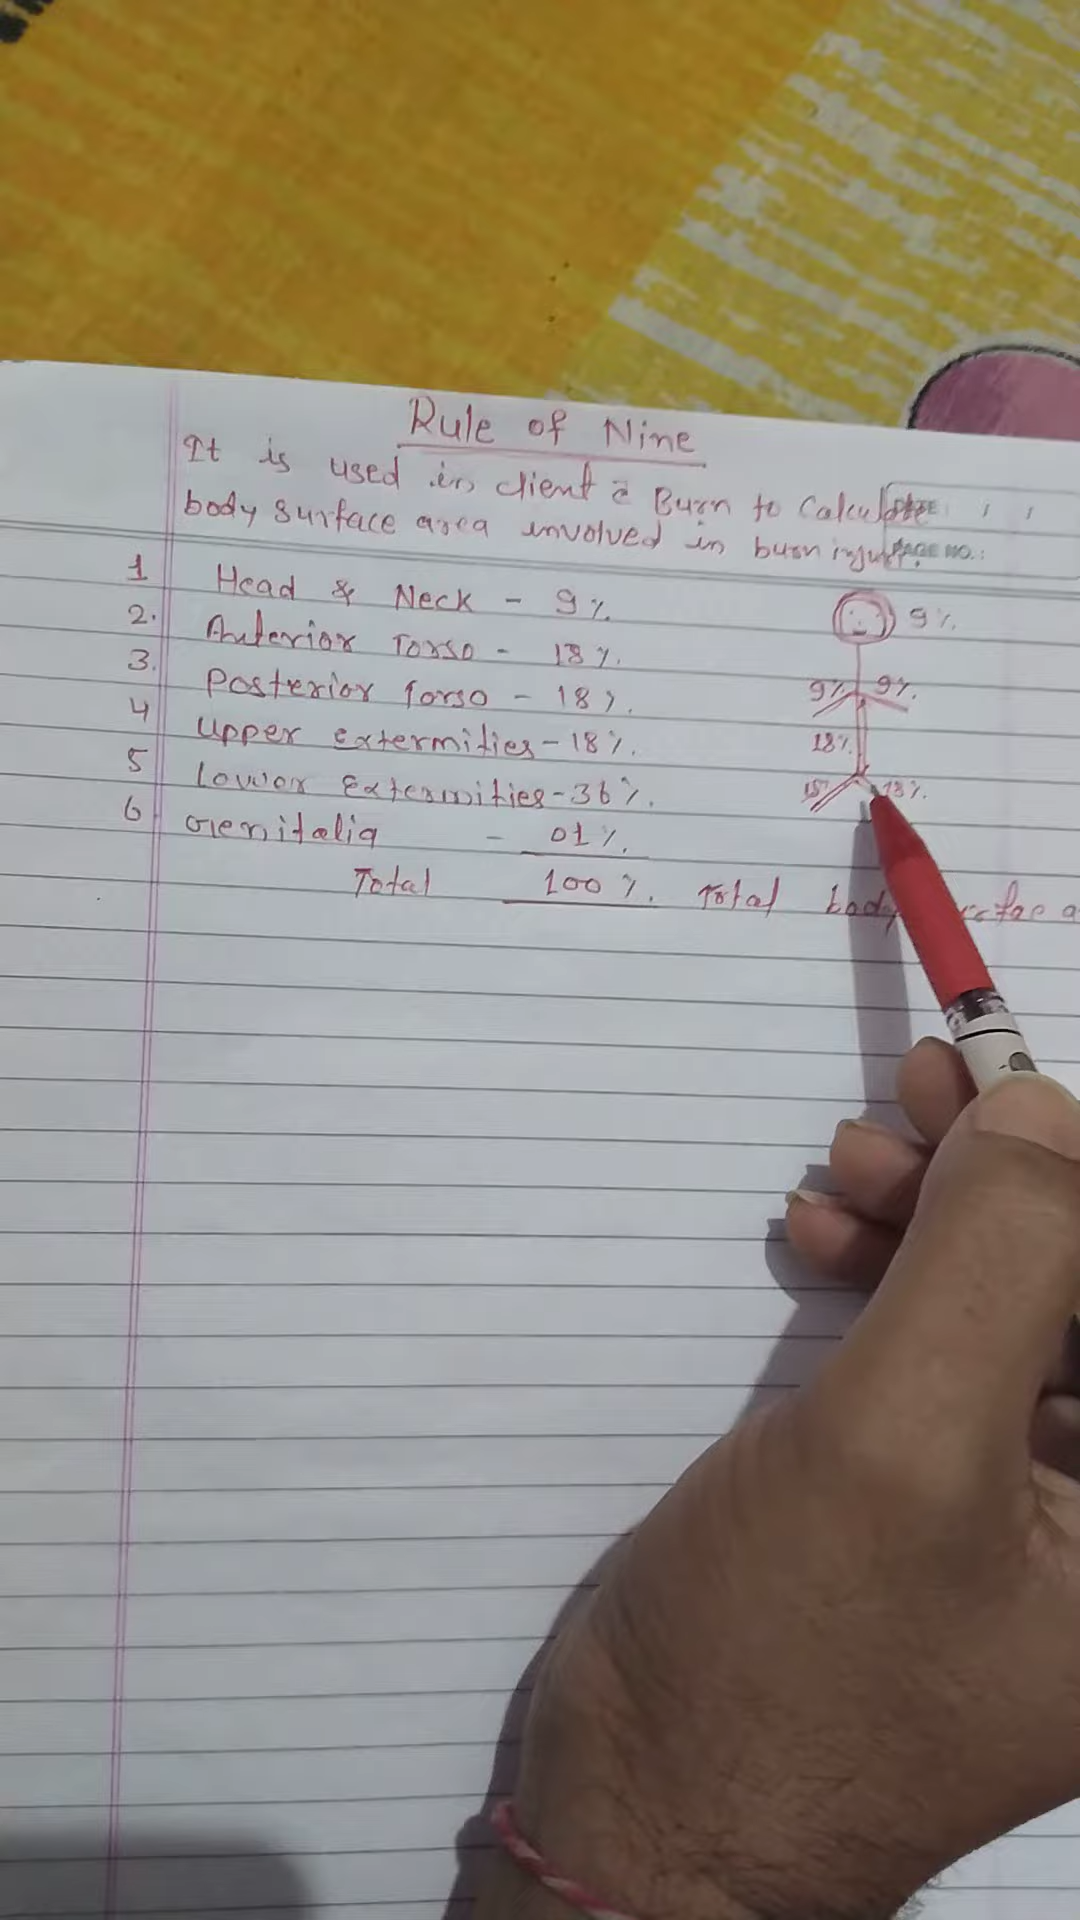 Rule of Nine
It is used in client c̄ Burn to Calculate
body surface area involved in burn injury.
PAGE NO.:
1 Head & Neck - 9%
2. Anterior Torso - 18%.
3. Posterior Torso - 18%.
4 Upper extermities - 18%.
5 Lower Extermities - 36%.
6 Genitalia - 01%.
Total 100%. Total body
9%.
9% 9%.
18%
18%.